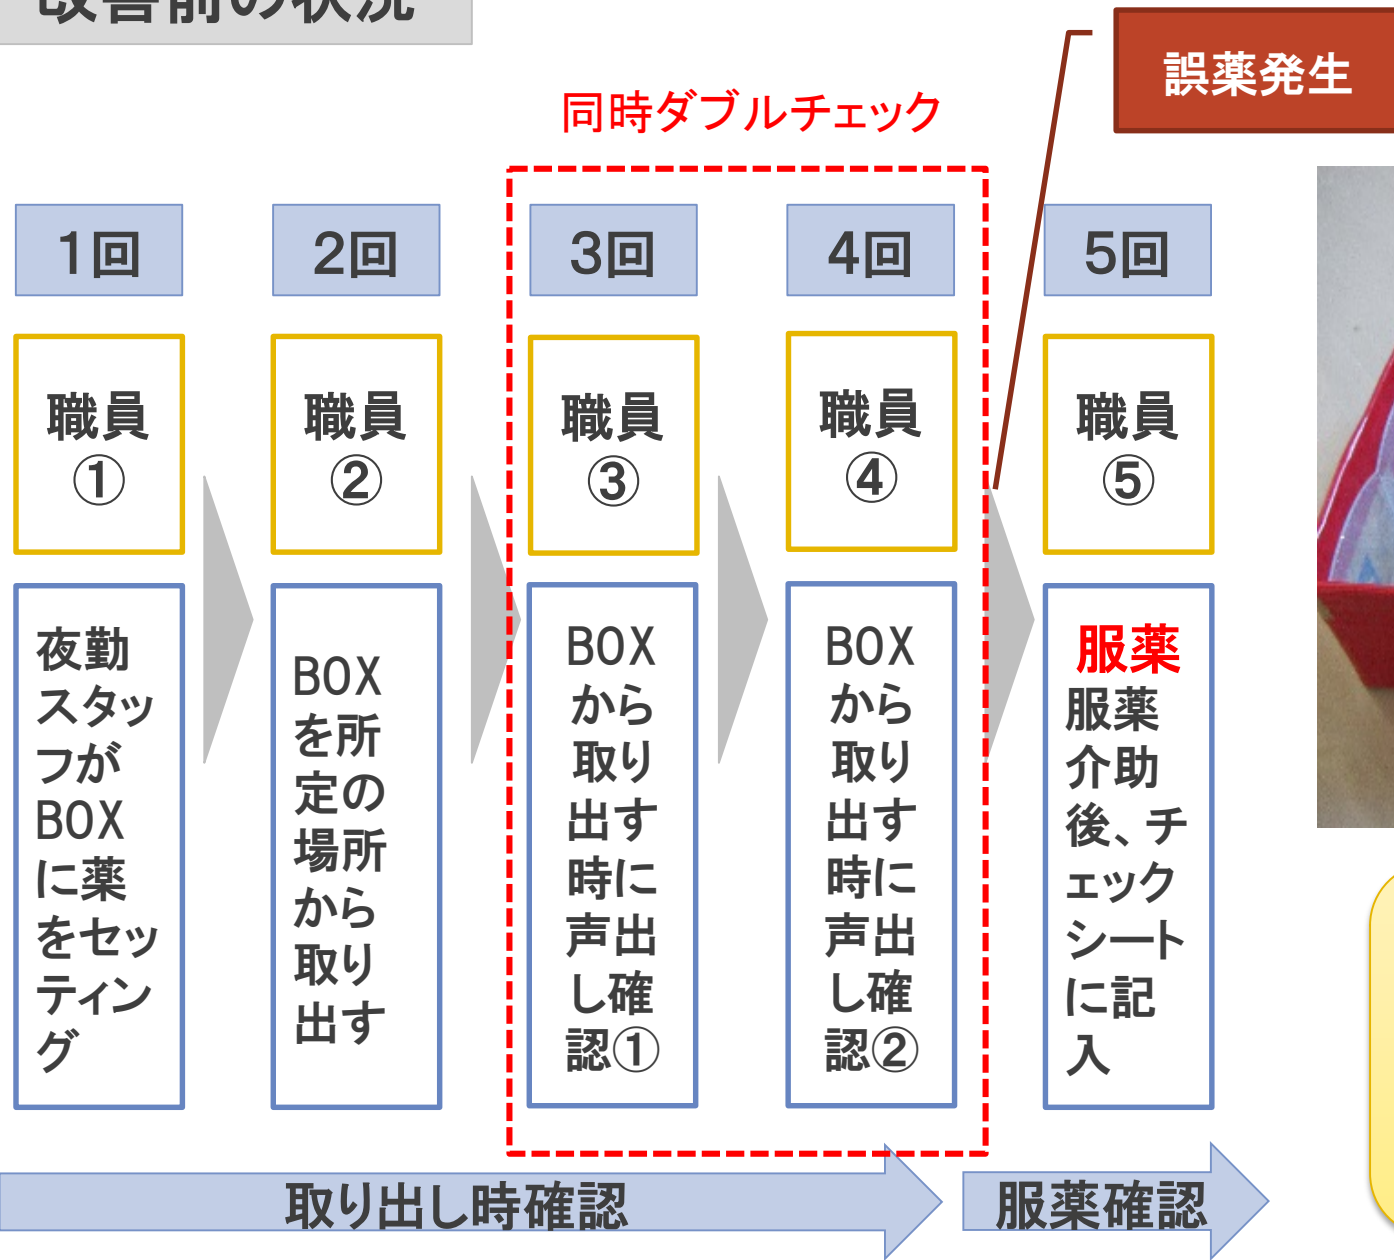 改善前の状況
誤薬発生
同時ダブルチェック
1回
2回
3回
4回
5回
職員
①
職員
②
職員
③
職員
④
職員
⑤
夜勤
スタッ
フが
BOX
に薬
をセッ
ティン
グ
BOX
を所
定の
場所
から
取り
出す
BOX
から
取り
出す
時に
声出
し確
認①
BOX
から
取り
出す
時に
声出
し確
認②
服薬
服薬
介助
後、チ
ェック
シート
に記
入
取り出し時確認
服薬確認